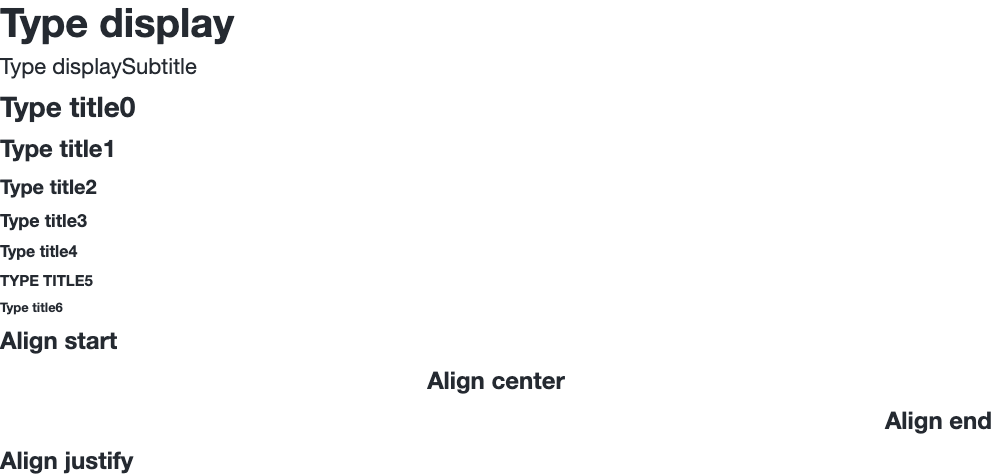 Type display
Type displaySubtitle
Type title0
Type title1
Type title2
Type title3
Type title4
TYPE TITLE5
Type title6
Align start
Align center
Align end
Align justify